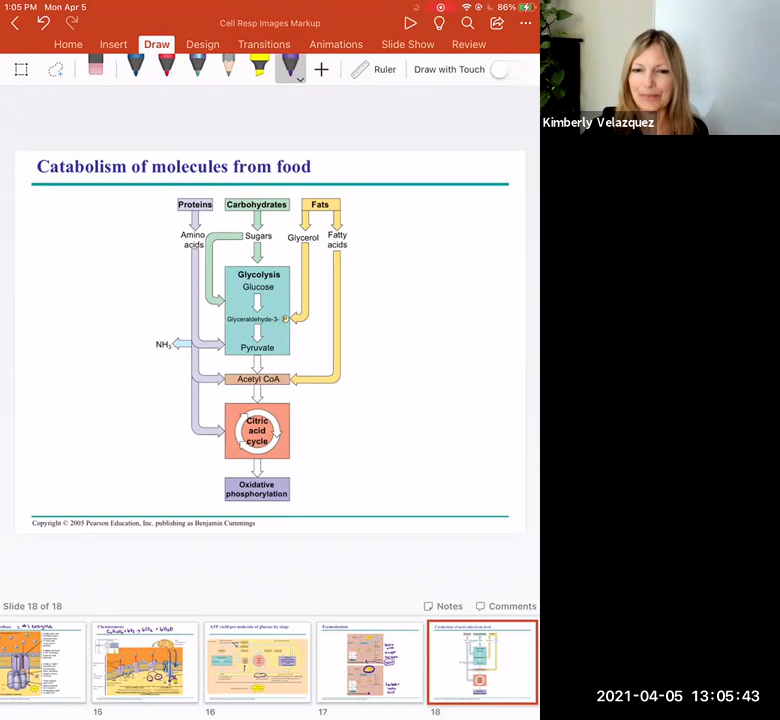 1:05 PM Mon Apr 5
Cell Resp Images Markup
86%
Home Insert Draw Design Transitions Animations Slide Show Review
Ruler
Draw with Touch
Kimberly Velazquez
Catabolism of molecules from food
Proteins Carbohydrates Fats
Amino acids
Sugars
Glycerol
Fatty acids
Glycolysis
Glucose
Glyceraldehyde-3- P
NH₃
Pyruvate
Acetyl CoA
Citric
acid
cycle
Oxidative
phosphorylation
Copyright © 2005 Pearson Education, Inc. publishing as Benjamin Cummings
Slide 18 of 18
Notes
Comments
Chemiosmosis
ATP yield per molecule of glucose by stage
Fermentation
Catabolism of molecules from food
15 16 17 18
2021-04-05 13:05:43